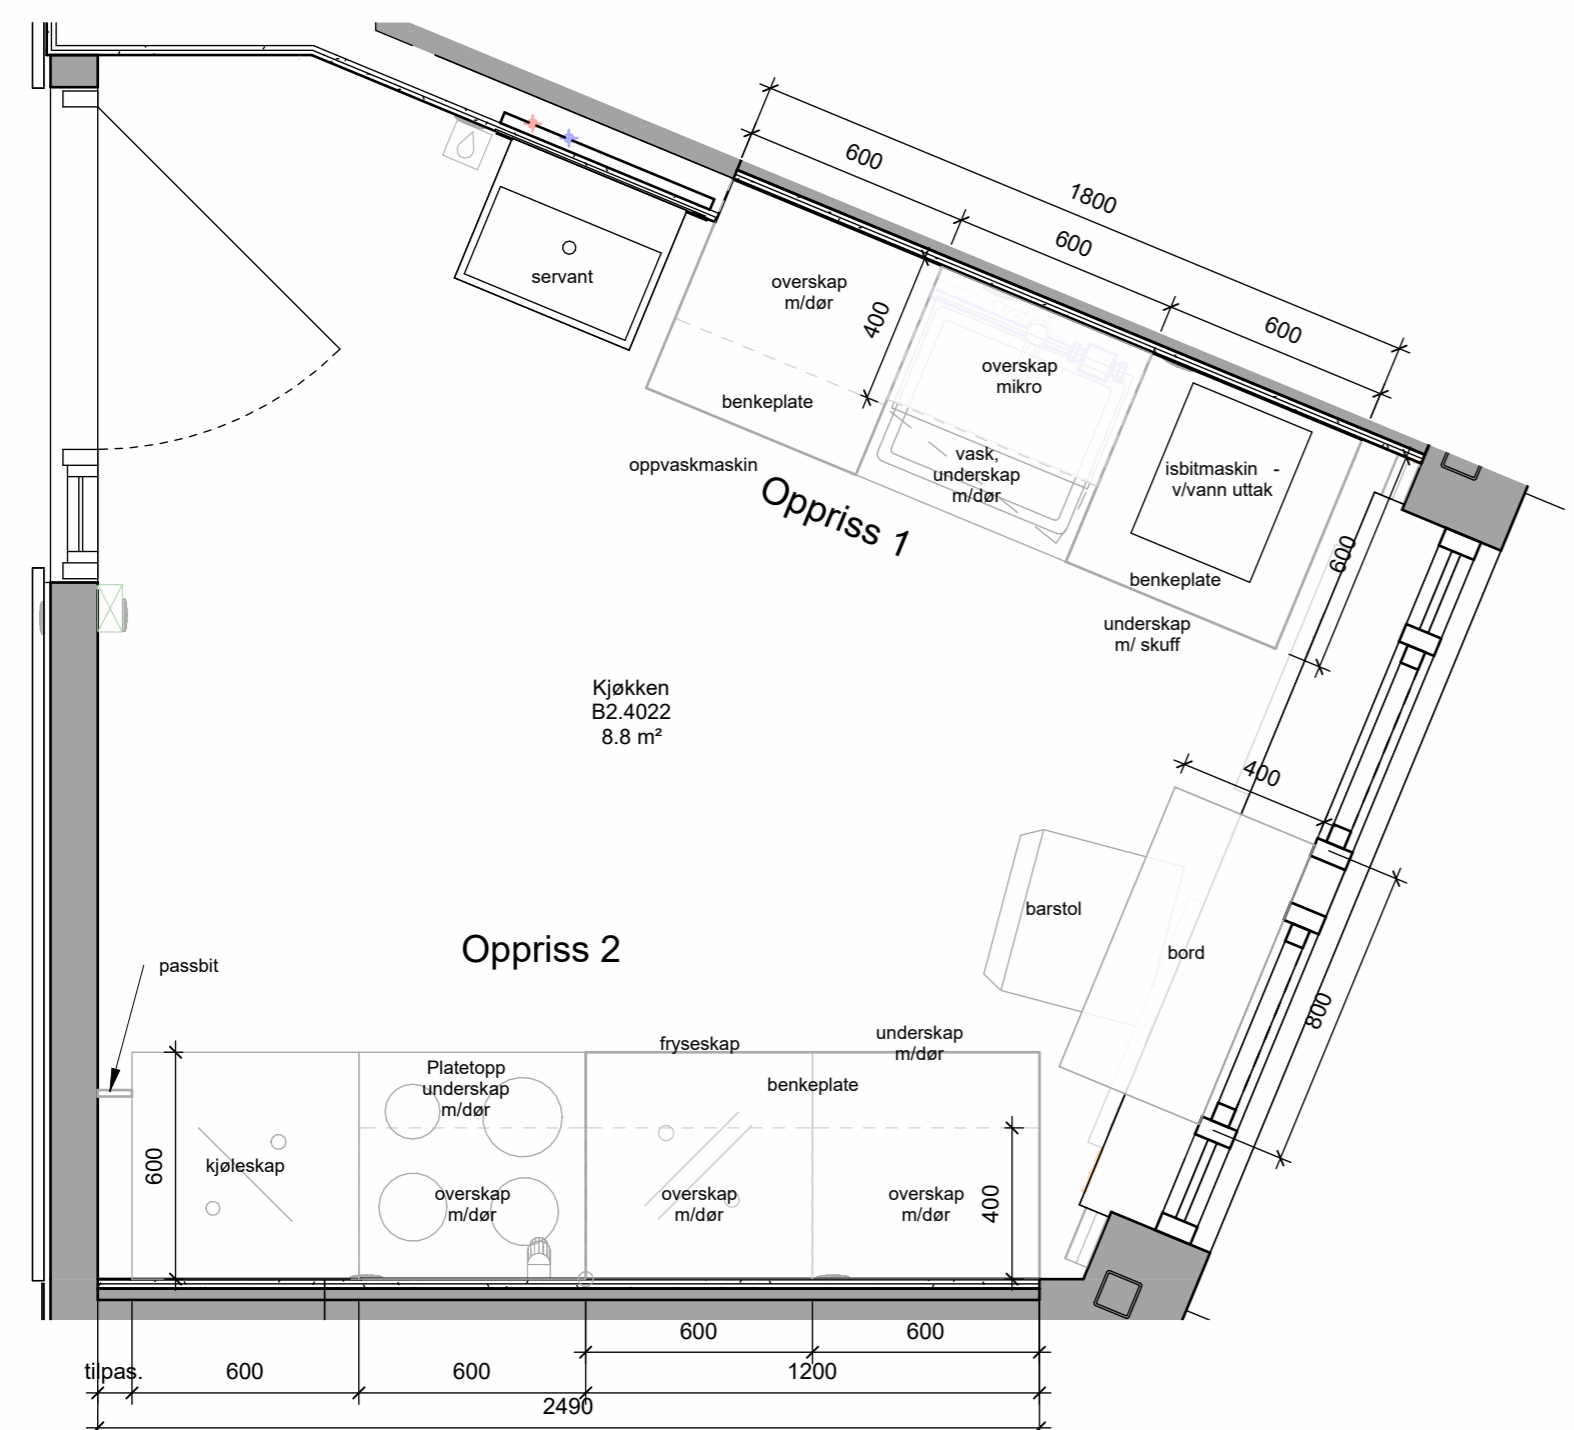 600
1800
600
600
servant
overskap
m/dør
400
overskap
mikro
benkeplate
oppvaskmaskin
vask,
underskap
m/dør
isbitmaskin -
v/vann uttak
Oppriss 1
600
benkeplate
underskap
m/ skuff
Kjøkken
B2.4022
8.8 m²
400
barstol
bord
Oppriss 2
passbit
800
fryseskap
underskap
m/dør
Platetopp
underskap
m/dør
benkeplate
600
kjøleskap
overskap
m/dør
overskap
m/dør
overskap
m/dør
400
600
600
tilpas.
600
600
1200
2490